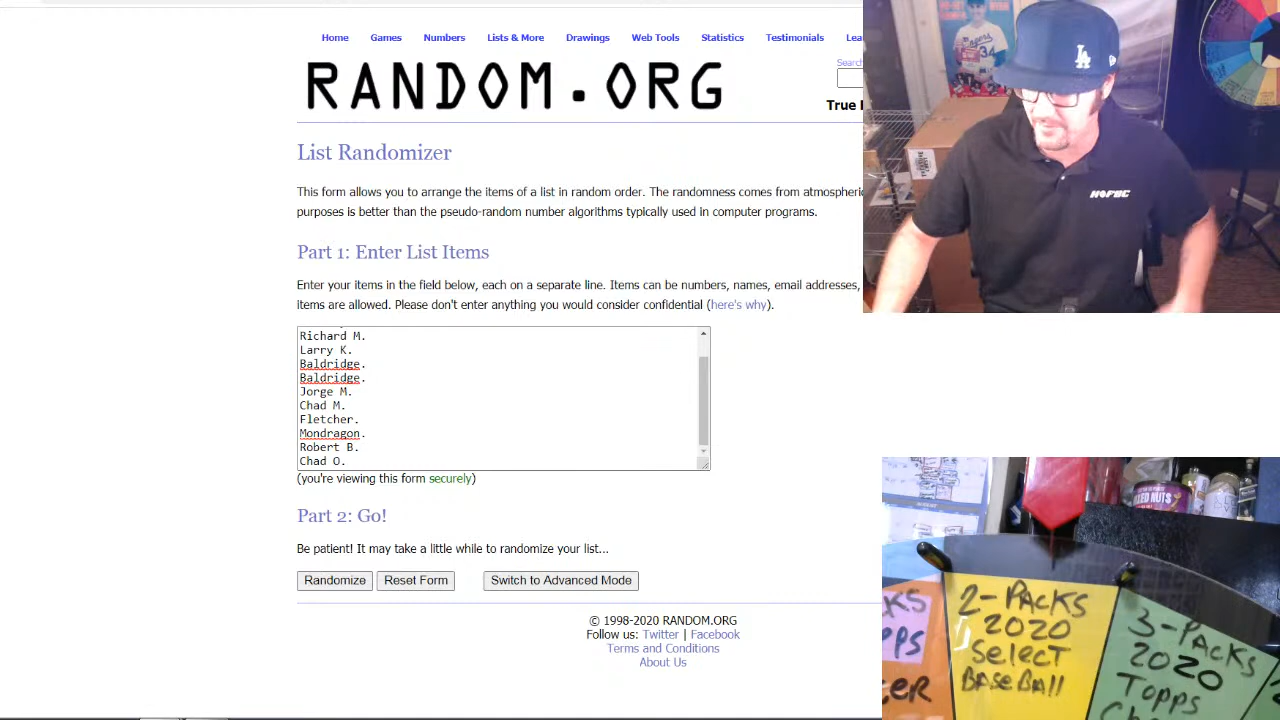 Home Games Numbers Lists & More Drawings Web Tools Statistics Testimonials Lea
Search
RANDOM.ORG
True
List Randomizer
This form allows you to arrange the items of a list in random order. The randomness comes from atmospheric
purposes is better than the pseudo-random number algorithms typically used in computer programs.
Part 1: Enter List Items
Enter your items in the field below, each on a separate line. Items can be numbers, names, email addresses,
items are allowed. Please don't enter anything you would consider confidential (here's why).
Richard M.
Larry K.
Baldridge.
Baldridge.
Jorge M.
Chad M.
Fletcher.
Mondragon.
Robert B.
Chad O.
(you're viewing this form securely)
Part 2: Go!
Be patient! It may take a little while to randomize your list...
Randomize Reset Form Switch to Advanced Mode
© 1998-2020 RANDOM.ORG
Follow us: Twitter | Facebook
Terms and Conditions
About Us
34
LA
HOFBC
2-PACKS
2020
Select
BaseBall
3-PACKS
2020
Topps